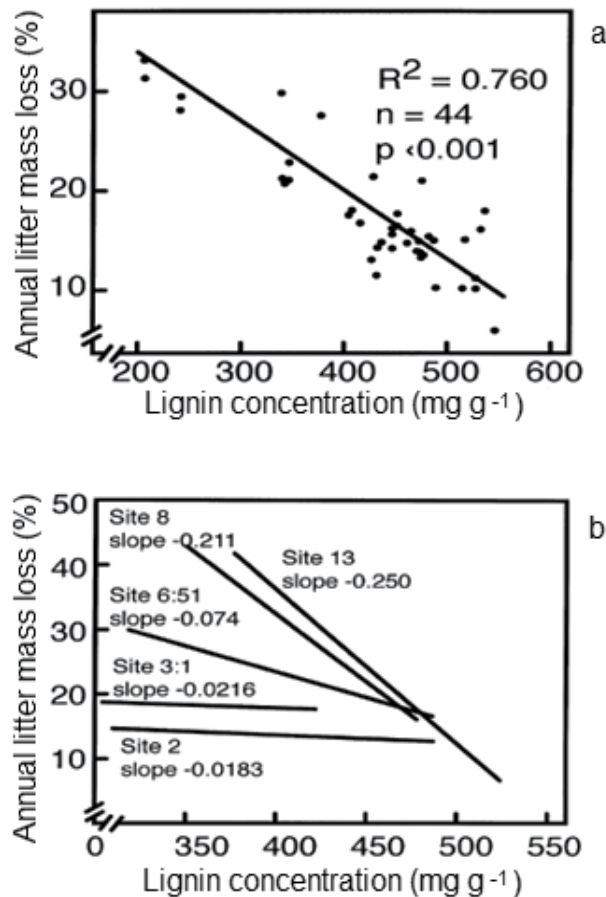 a
Annual litter mass loss (%)
30
20
10
R² = 0.760
n = 44
p <0.001
200 300 400 500 600
Lignin concentration (mg g⁻¹)
b
Annual litter mass loss (%)
50
40
30
20
10
Site 8
slope -0.211
Site 13
slope -0.250
Site 6:51
slope -0.074
Site 3:1
slope -0.0216
Site 2
slope -0.0183
0 350 400 450 500 550
Lignin concentration (mg g⁻¹)